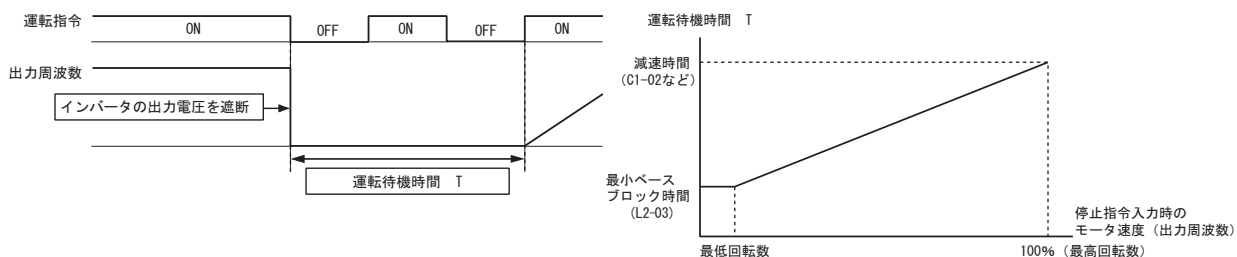 運転指令
ON
OFF
ON
OFF
ON
出力周波数
インバータの出力電圧を遮断
運転待機時間 T
運転待機時間 T
減速時間
(C1-02など)
最小ベース
ブロック時間
(L2-03)
停止指令入力時の
モータ速度(出力周波数)
最低回転数
100%(最高回転数)